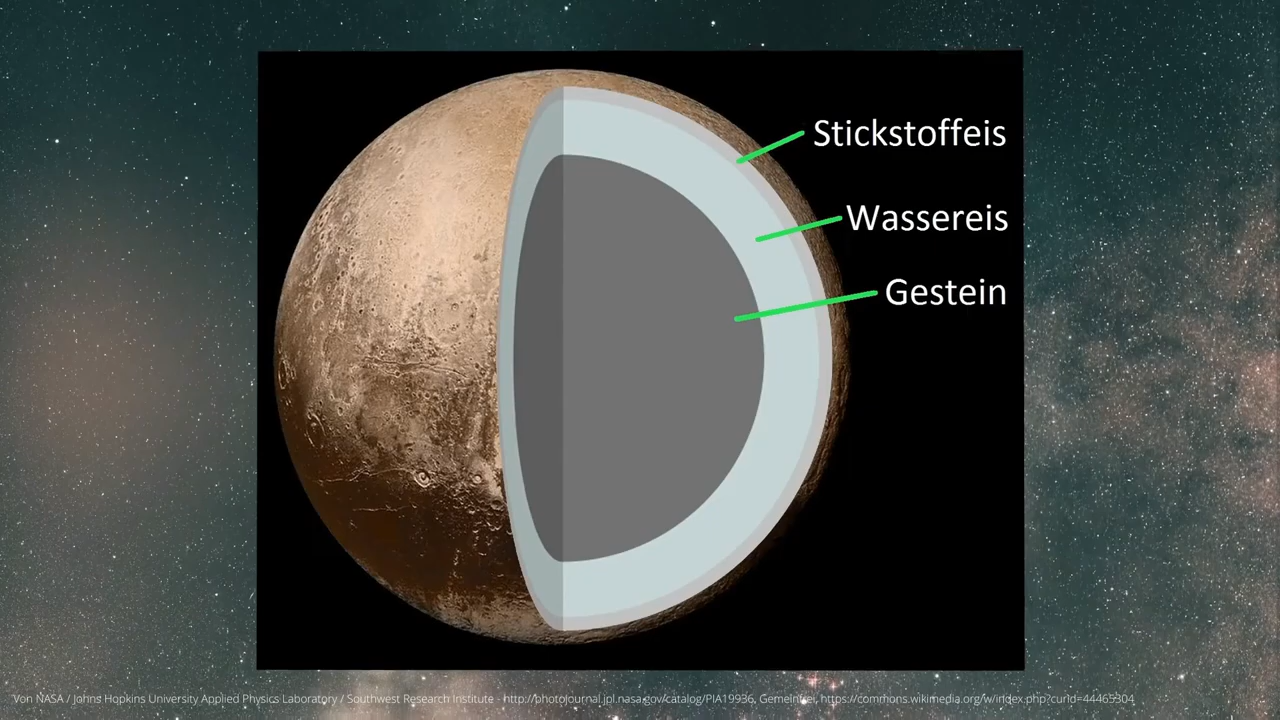 Stickstoffeis
Wassereis
Gestein
Von NASA / Johns Hopkins University Applied Physics Laboratory / Southwest Research Institute - http://photojournal.jpl.nasa.gov/catalog/PIA19936, Gemeinfrei, https://commons.wikimedia.org/w/index.php?curid=44465304